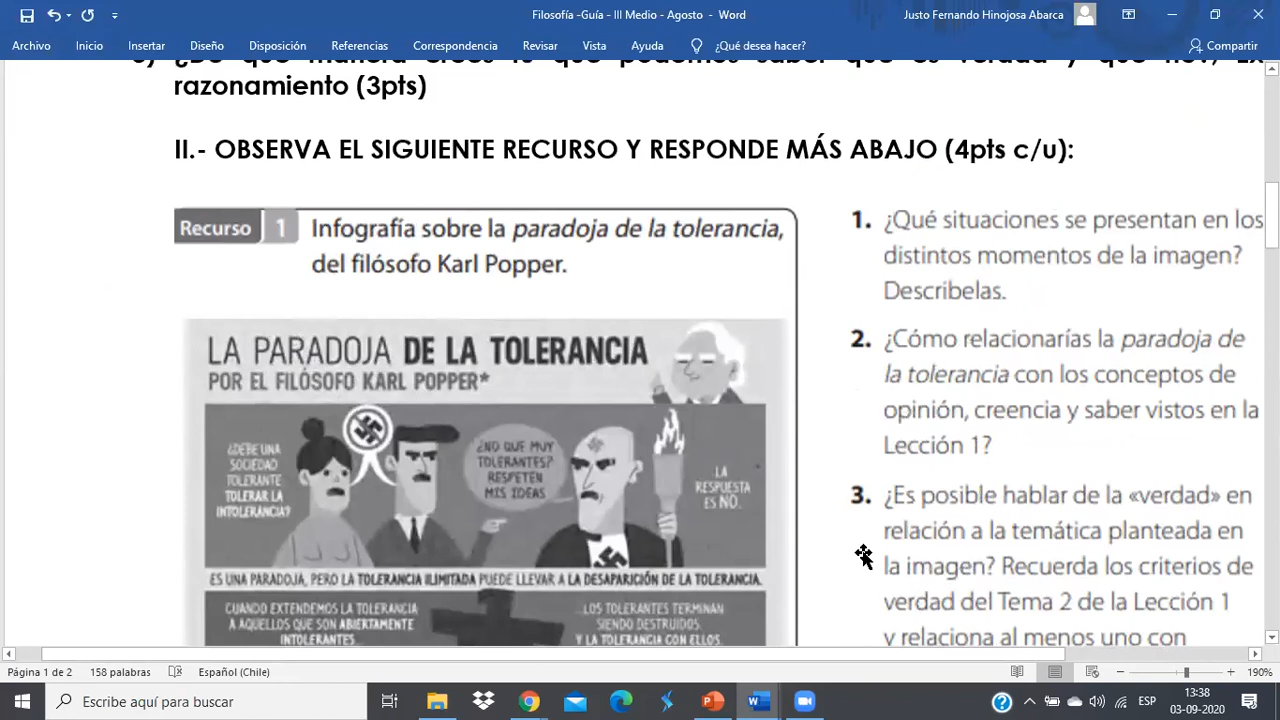 Filosofía -Guía - III Medio - Agosto - Word
Justo Fernando Hinojosa Abarca
Archivo Inicio Insertar Diseño Disposición Referencias Correspondencia Revisar Vista Ayuda ¿Qué desea hacer? Compartir
razonamiento (3pts)
II.- OBSERVA EL SIGUIENTE RECURSO Y RESPONDE MÁS ABAJO (4pts c/u):
Recurso 1 Infografía sobre la paradoja de la tolerancia,
del filósofo Karl Popper.
LA PARADOJA DE LA TOLERANCIA
POR EL FILÓSOFO KARL POPPER*
¿DEBE UNA
SOCIEDAD
TOLERANTE
TOLERAR LA
INTOLERANCIA?
¿NO QUE MUY
TOLERANTES?
RESPETEN
MIS IDEAS
LA
RESPUESTA
ES NO.
ES UNA PARADOJA, PERO LA TOLERANCIA ILIMITADA PUEDE LLEVAR A LA DESAPARICIÓN DE LA TOLERANCIA.
CUANDO EXTENDEMOS LA TOLERANCIA
A AQUELLOS QUE SON ABIERTAMENTE
INTOLERANTES...
...LOS TOLERANTES TERMINAN
SIENDO DESTRUIDOS.
Y LA TOLERANCIA CON ELLOS.
1. ¿Qué situaciones se presentan en los
distintos momentos de la imagen?
Describelas.
2. ¿Cómo relacionarías la paradoja de
la tolerancia con los conceptos de
opinión, creencia y saber vistos en la
Lección 1?
3. ¿Es posible hablar de la «verdad» en
relación a la temática planteada en
la imagen? Recuerda los criterios de
verdad del Tema 2 de la Lección 1
y relaciona al menos uno con
Página 1 de 2 158 palabras Español (Chile) 190%
Escribe aquí para buscar
ESP
13:38
03-09-2020